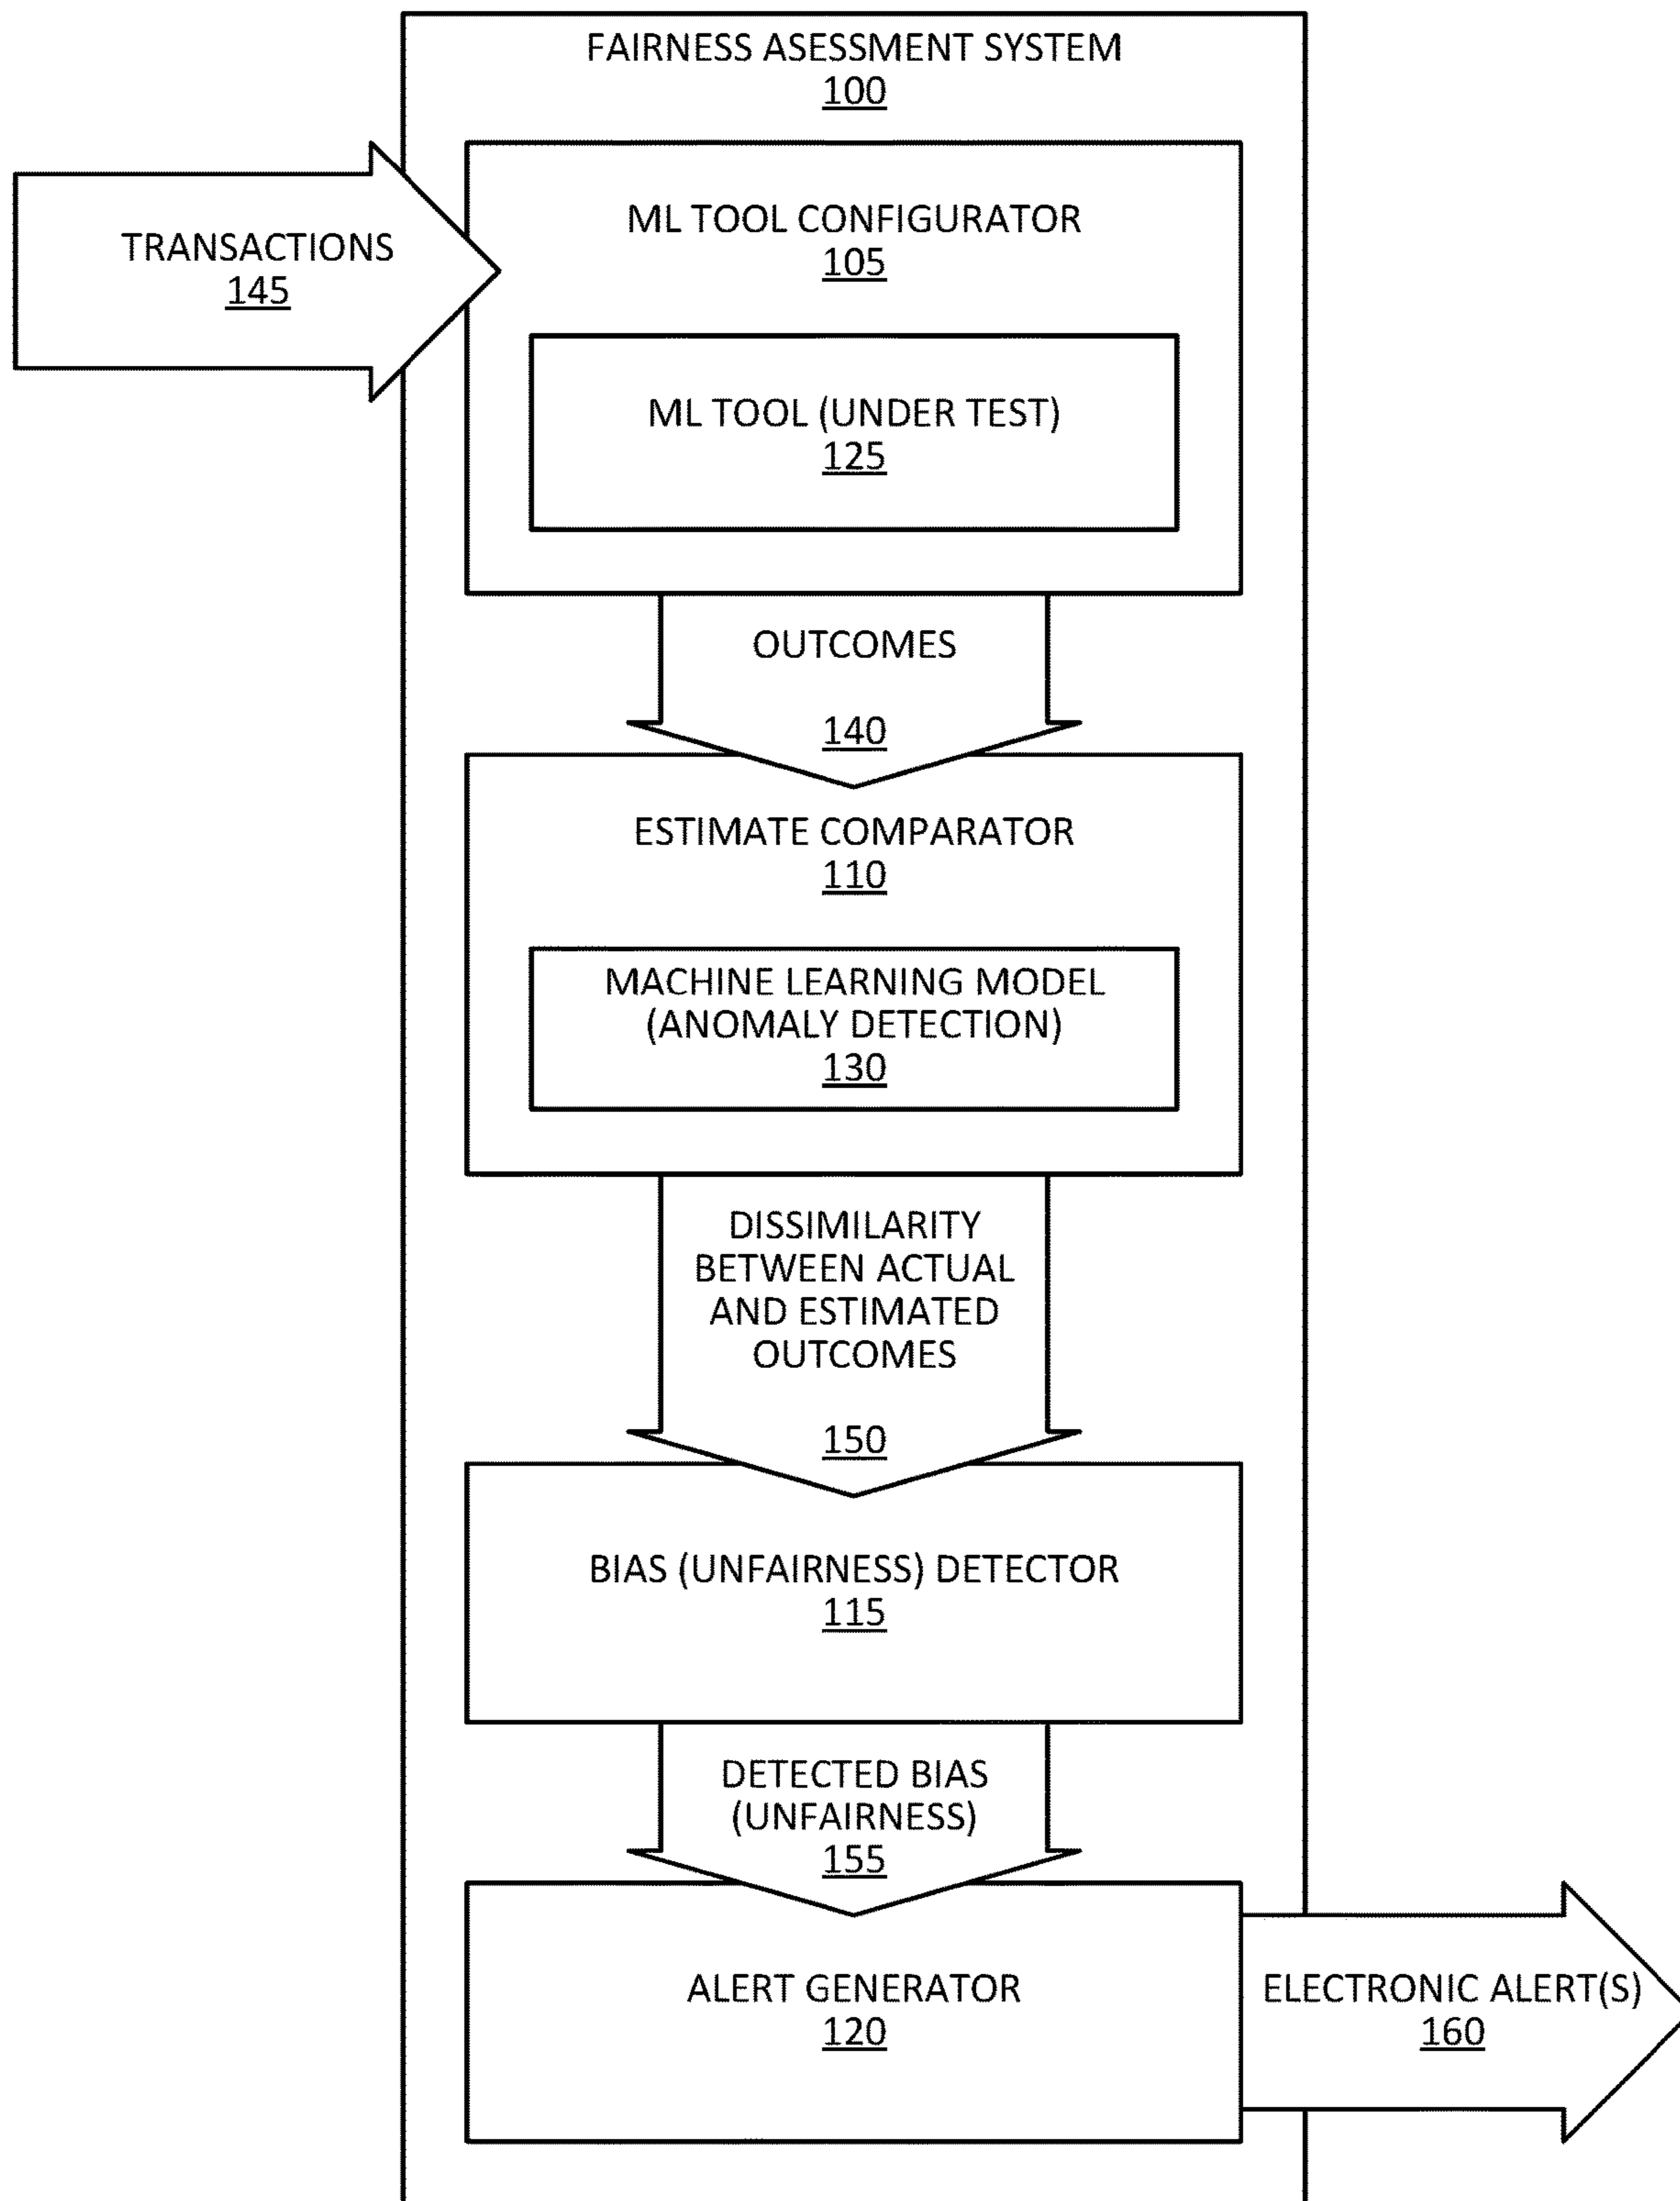 FAIRNESS ASESSMENT SYSTEM
100
TRANSACTIONS
145
ML TOOL CONFIGURATOR
105
ML TOOL (UNDER TEST)
125
OUTCOMES
140
ESTIMATE COMPARATOR
110
MACHINE LEARNING MODEL
(ANOMALY DETECTION)
130
DISSIMILARITY
BETWEEN ACTUAL
AND ESTIMATED
OUTCOMES
150
BIAS (UNFAIRNESS) DETECTOR
115
DETECTED BIAS
(UNFAIRNESS)
155
ALERT GENERATOR
120
ELECTRONIC ALERT(S)
160